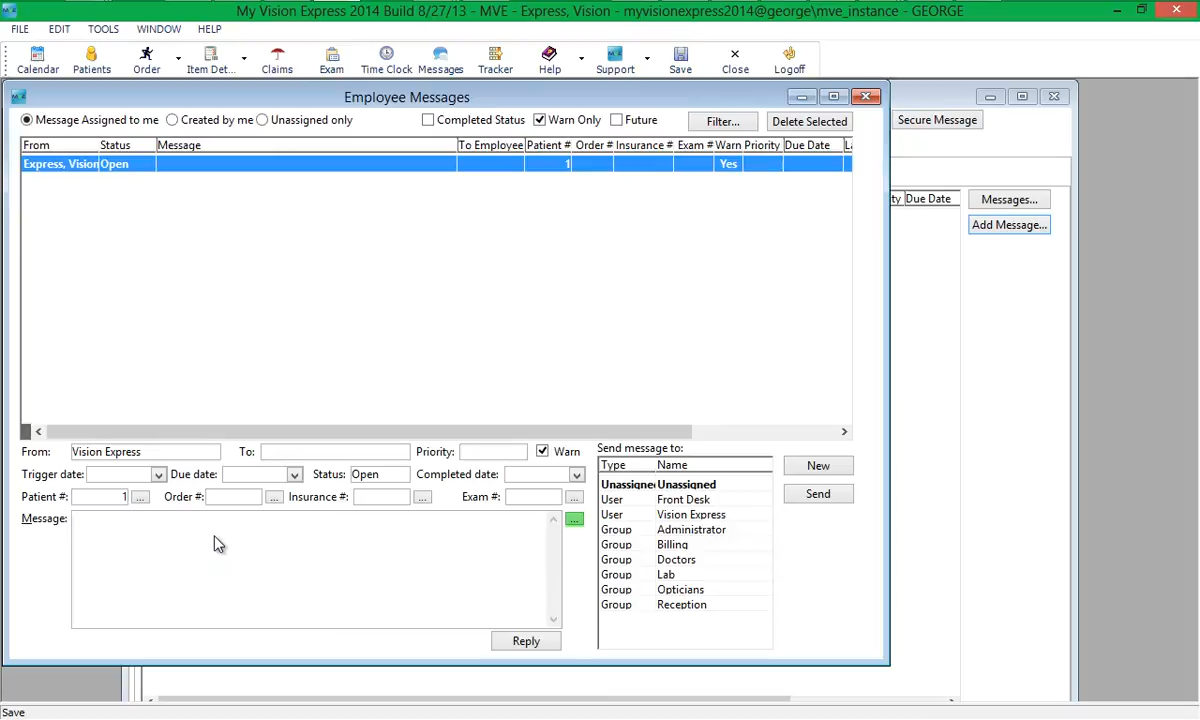 My Vision Express 2014 Build 8/27/13 - MVE - Express, Vision - myvisionexpress2014@george\mve_instance - GEORGE
FILE EDIT TOOLS WINDOW HELP
Calendar Patients Order Item Det... Claims Exam Time Clock Messages Tracker Help Support Save Close Logoff
Employee Messages
Message Assigned to me Created by me Unassigned only Completed Status Warn Only Future Filter... Delete Selected Secure Message
From Status Message To Employee Patient # Order # Insurance # Exam # Warn Priority Due Date
Express, Vision Open 1 Yes
ty Due Date Messages...
Add Message...
From: Vision Express To: Priority: Warn Send message to:
Type Name New
Trigger date: Due date: Status: Open Completed date:
Unassigned Unassigned
Patient #: 1 ... Order #: ... Insurance #: ... Exam #: ... User Front Desk Send
Message: ... User Vision Express
Group Administrator
Group Billing
Group Doctors
Group Lab
Group Opticians
Group Reception
Reply
Save